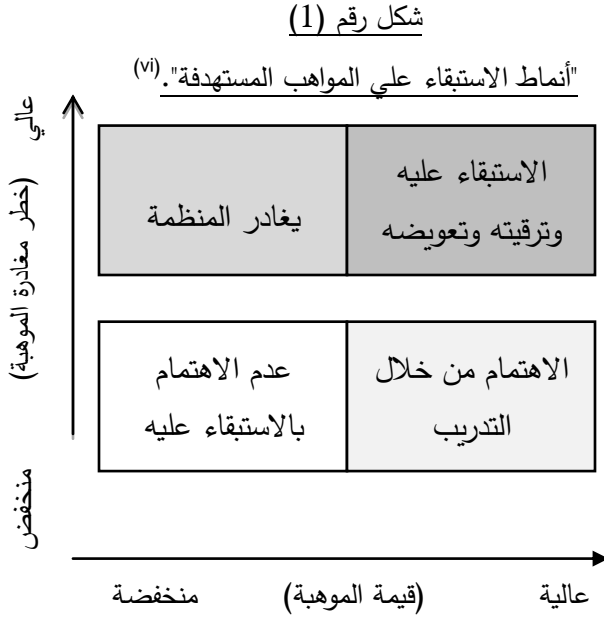 شكل رقم (1)
"أنماط الاستبقاء علي المواهب المستهدفة".(vi)
عالي
(خطر مغادرة الموهبة)
منخفض
الاستبقاء عليه
وترقيته وتعويضه
يغادر المنظمة
الاهتمام من خلال
التدريب
عدم الاهتمام
بالاستبقاء عليه
عالية
(قيمة الموهبة)
منخفضة